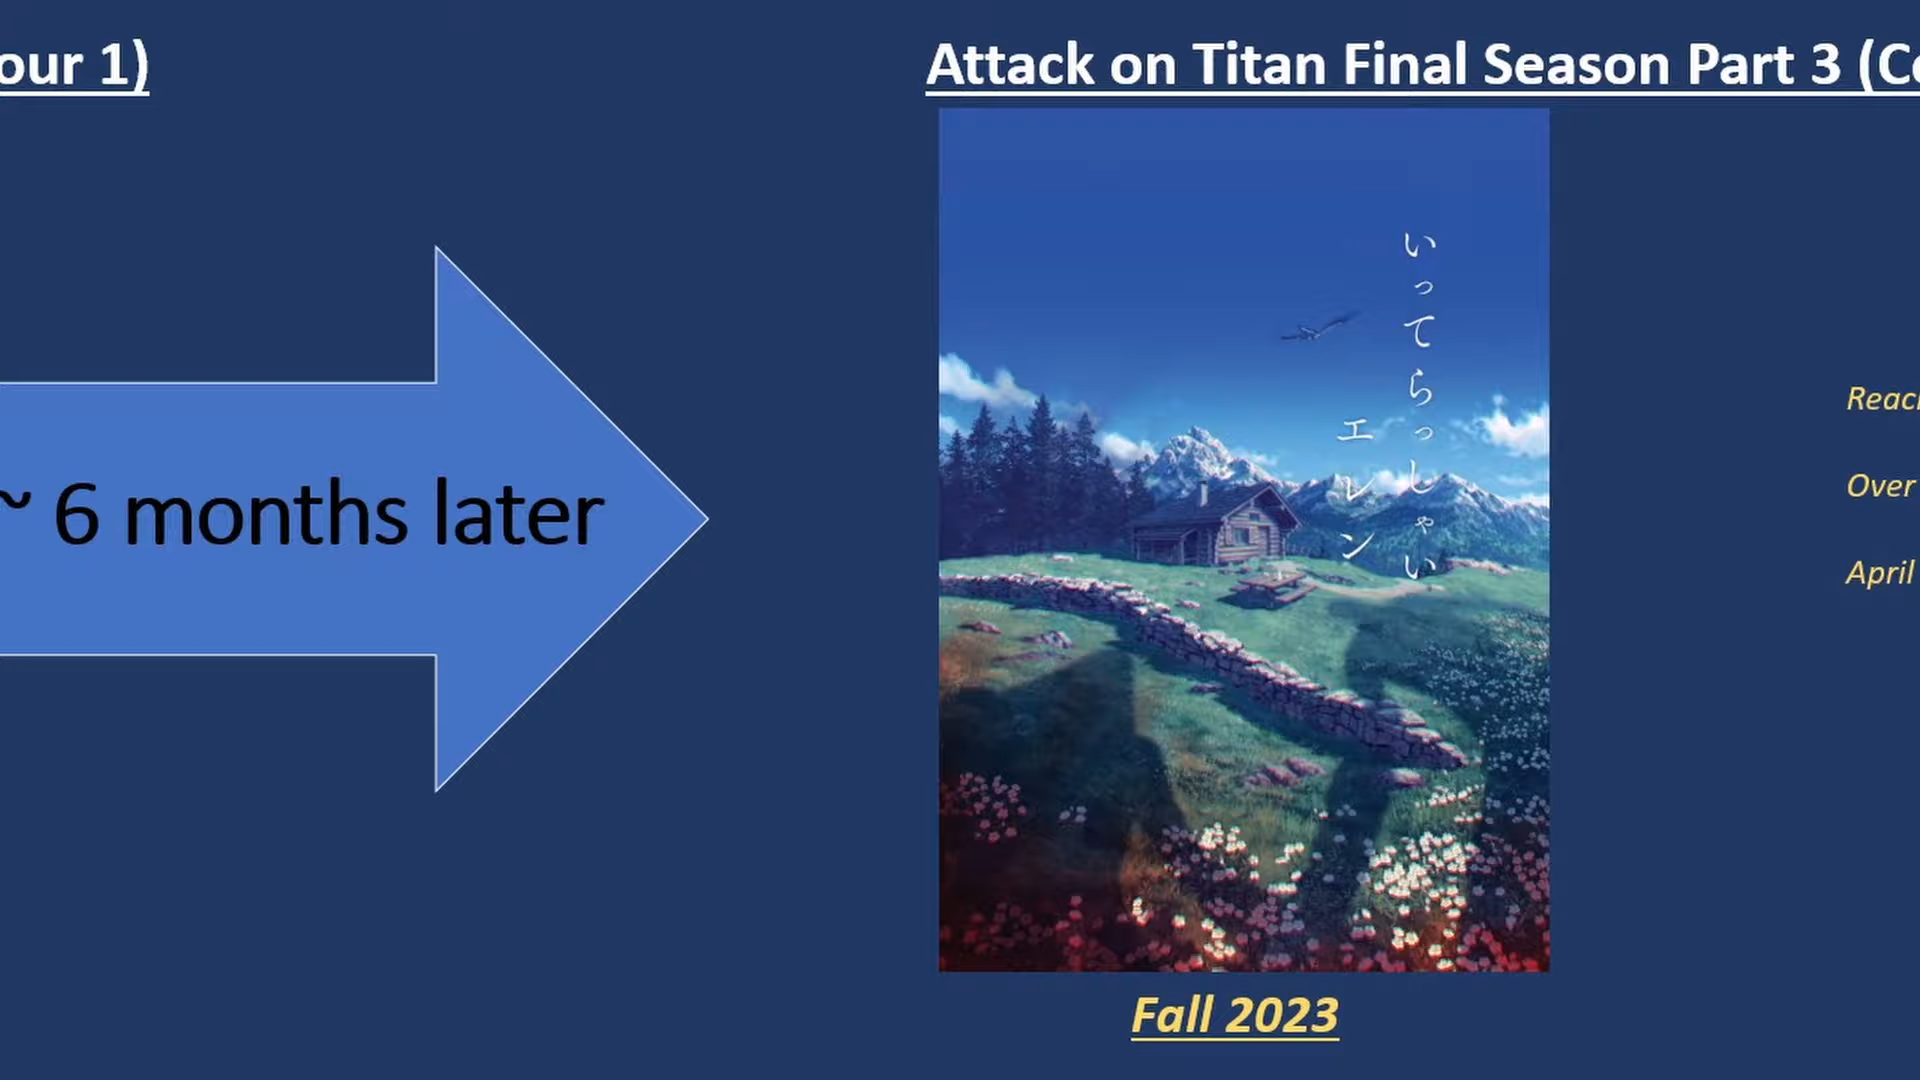 our 1)
Attack on Titan Final Season Part 3 (Co
~ 6 months later
いってらっしゃい
エレン
Reach
Over
April
Fall 2023